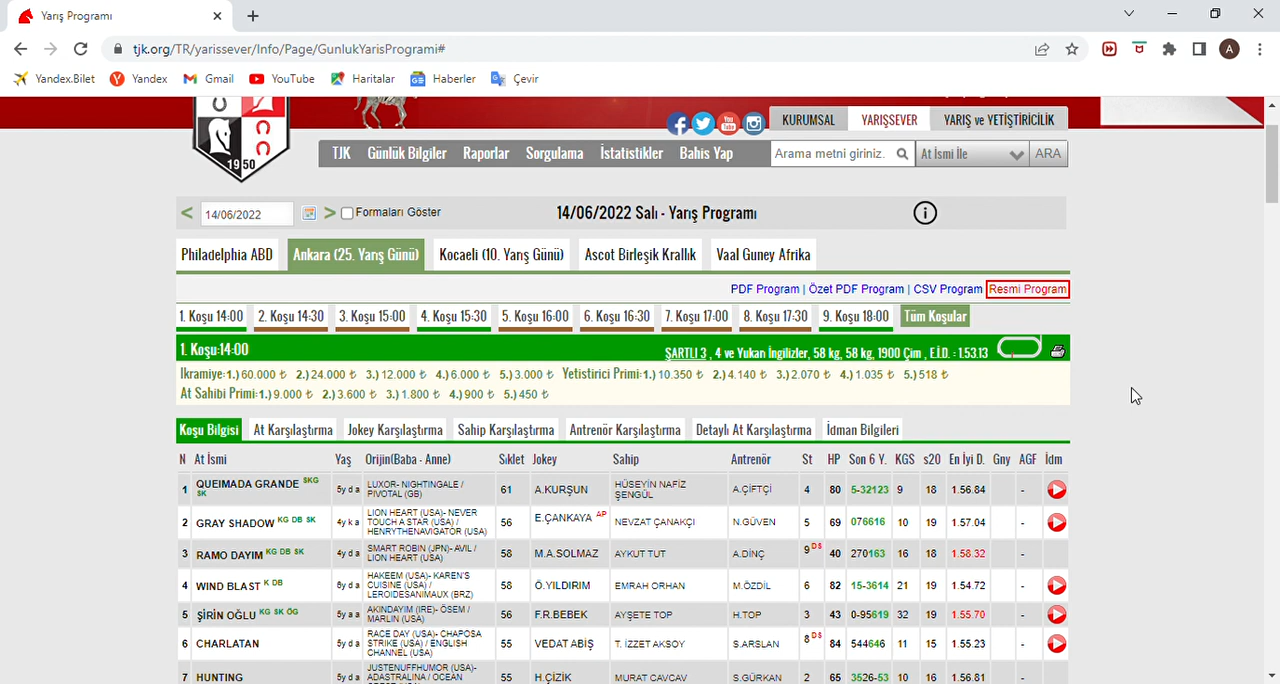 Yarış Programı
tjk.org/TR/yarissever/Info/Page/GunlukYarisProgrami#
A
Yandex.Bilet Yandex Gmail YouTube Haritalar Haberler Çevir
1950
KURUMSAL YARIŞSEVER YARIŞ ve YETİŞTİRİCİLİK
TJK Günlük Bilgiler Raporlar Sorgulama İstatistikler Bahis Yap Arama metni giriniz. At İsmi İle ARA
< 14/06/2022 > Formaları Göster 14/06/2022 Salı - Yarış Programı
Philadelphia ABD Ankara (25. Yarış Günü) Kocaeli (10. Yarış Günü) Ascot Birleşik Krallık Vaal Guney Afrika
PDF Program | Özet PDF Program | CSV Program Resmi Program
1. Koşu 14:00 2. Koşu 14:30 3. Koşu 15:00 4. Koşu 15:30 5. Koşu 16:00 6. Koşu 16:30 7. Koşu 17:00 8. Koşu 17:30 9. Koşu 18:00 Tüm Koşular
1. Koşu:14:00 ŞARTLI 3 , 4 ve Yukarı İngilizler, 58 kg, 58 kg, 1900 Çim , E.İ.D. : 1.53.13
Ikramiye:1.) 60.000 ₺ 2.) 24.000 ₺ 3.) 12.000 ₺ 4.) 6.000 ₺ 5.) 3.000 ₺ Yetistirici Primi:1.) 10.350 ₺ 2.) 4.140 ₺ 3.) 2.070 ₺ 4.) 1.035 ₺ 5.) 518 ₺
At Sahibi Primi:1.) 9.000 ₺ 2.) 3.600 ₺ 3.) 1.800 ₺ 4.) 900 ₺ 5.) 450 ₺
Koşu Bilgisi At Karşılaştırma Jokey Karşılaştırma Sahip Karşılaştırma Antrenör Karşılaştırma Detaylı At Karşılaştırma İdman Bilgileri
N At İsmi Yaş Orijin(Baba - Anne) Sıklet Jokey Sahip Antrenör St HP Son 6 Y. KGS s20 En İyi D. Gny AGF İdm
1 QUEIMADA GRANDE SKG SK 5y d a LUXOR- NIGHTINGALE / PIVOTAL (GB) 61 A.KURŞUN HÜSEYİN NAFİZ ŞENGÜL A.ÇİFTÇİ 4 80 5-32123 9 18 1.56.84 -
2 GRAY SHADOW KG DB SK 4y k a LION HEART (USA)- NEVER TOUCH A STAR (USA) / HENRYTHENAVIGATOR (USA) 56 E.ÇANKAYA AP NEVZAT ÇANAKÇI N.GÜVEN 5 69 076616 10 19 1.57.04 -
3 RAMO DAYIM KG DB SK 4y d a SMART ROBIN (JPN)- AVIL / LION HEART (USA) 58 M.A.SOLMAZ AYKUT TUT A.DİNÇ 9 DS 40 270163 16 18 1.58.32 -
4 WIND BLAST K DB 6y d a HAKEEM (USA)- KAREN'S CUISINE (USA) / LEROIDESANIMAUX (BRZ) 58 Ö.YILDIRIM EMRAH ORHAN M.ÖZDİL 6 82 15-3614 21 19 1.54.72 -
5 ŞİRİN OĞLU KG SK ÖG 5y a a AKINDAYIM (IRE)- ÖSEM / MARLIN (USA) 56 F.R.BEBEK AYŞETE TOP H.TOP 3 43 0-95619 32 19 1.55.70 -
6 CHARLATAN 5y d a RACE DAY (USA)- CHAPOSA STRIKE (USA) / ENGLISH CHANNEL (USA) 55 VEDAT ABİŞ T. İZZET AKSOY S.ARSLAN 8 DS 84 544646 11 15 1.55.23 -
7 HUNTING 5y d a JUSTENUFFHUMOR (USA)- ADASTRALINA / OCEAN 55 H.ÇİZİK MURAT CAVCAV S.GÜRKAN 2 65 3526-53 10 16 1.56.81 -